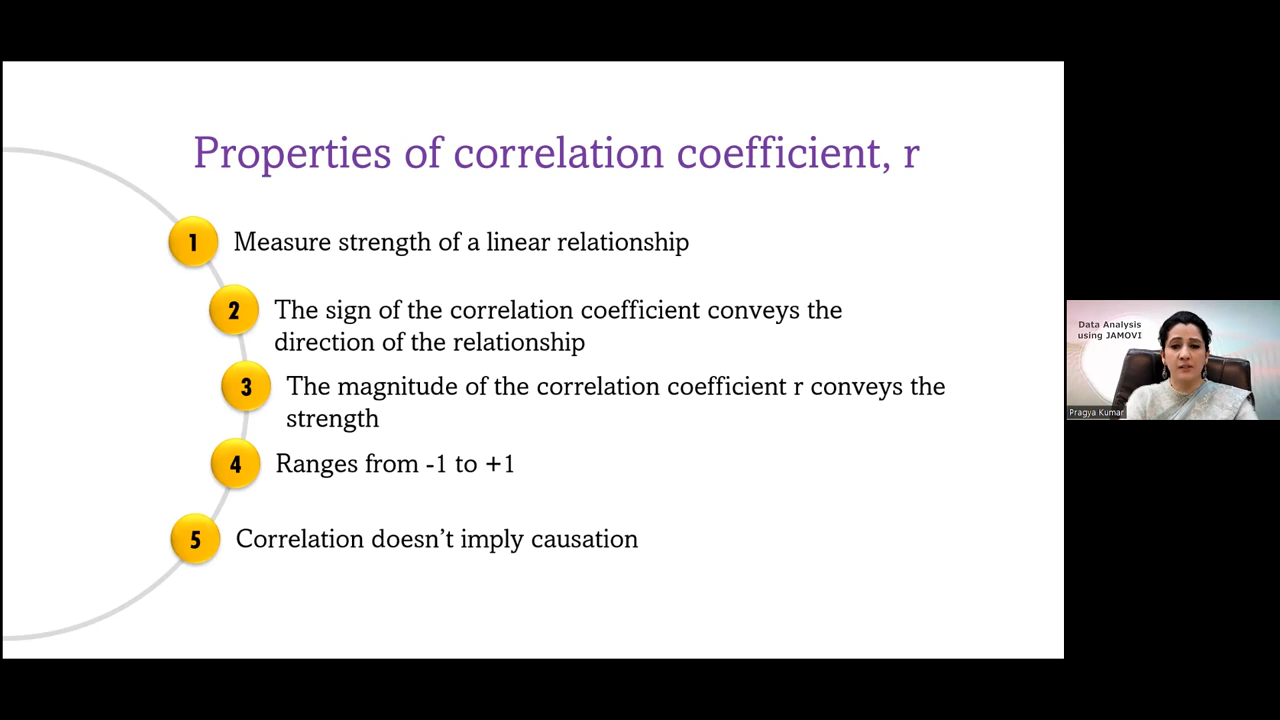 Properties of correlation coefficient, r
1 Measure strength of a linear relationship
2 The sign of the correlation coefficient conveys the
direction of the relationship
3 The magnitude of the correlation coefficient r conveys the
strength
4 Ranges from -1 to +1
5 Correlation doesn’t imply causation
Data Analysis
using JAMOVI
Pragya Kumar